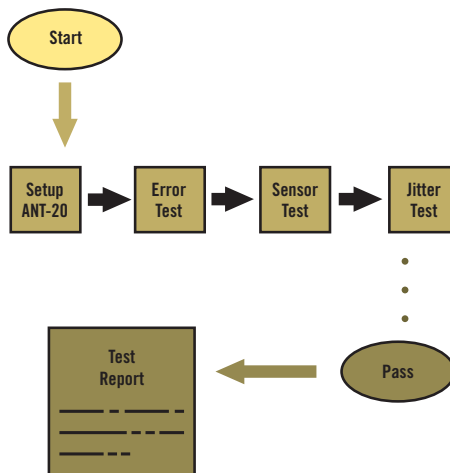 Start
Setup
ANT-20
Error
Test
Sensor
Test
Jitter
Test
Pass
Test
Report